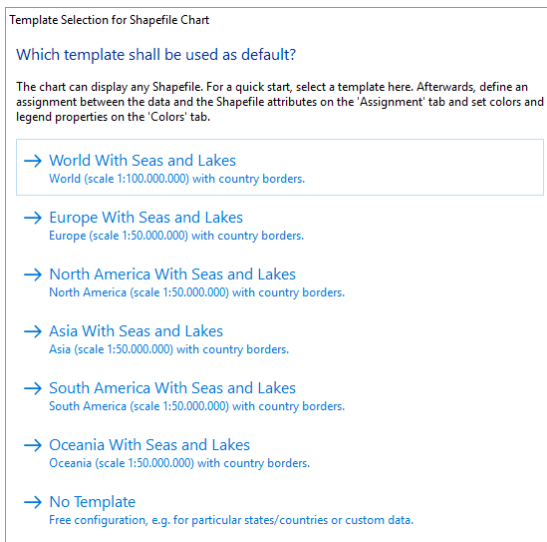 Template Selection for Shapefile Chart
Which template shall be used as default?
The chart can display any Shapefile. For a quick start, select a template here. Afterwards, define an
assignment between the data and the Shapefile attributes on the 'Assignment' tab and set colors and
legend properties on the 'Colors' tab.
World With Seas and Lakes
World (scale 1:100.000.000) with country borders.
Europe With Seas and Lakes
Europe (scale 1:50.000.000) with country borders.
North America With Seas and Lakes
North America (scale 1:50.000.000) with country borders.
Asia With Seas and Lakes
Asia (scale 1:50.000.000) with country borders.
South America With Seas and Lakes
South America (scale 1:50.000.000) with country borders.
Oceania With Seas and Lakes
Oceania (scale 1:50.000.000) with country borders.
No Template
Free configuration, e.g. for particular states/countries or custom data.